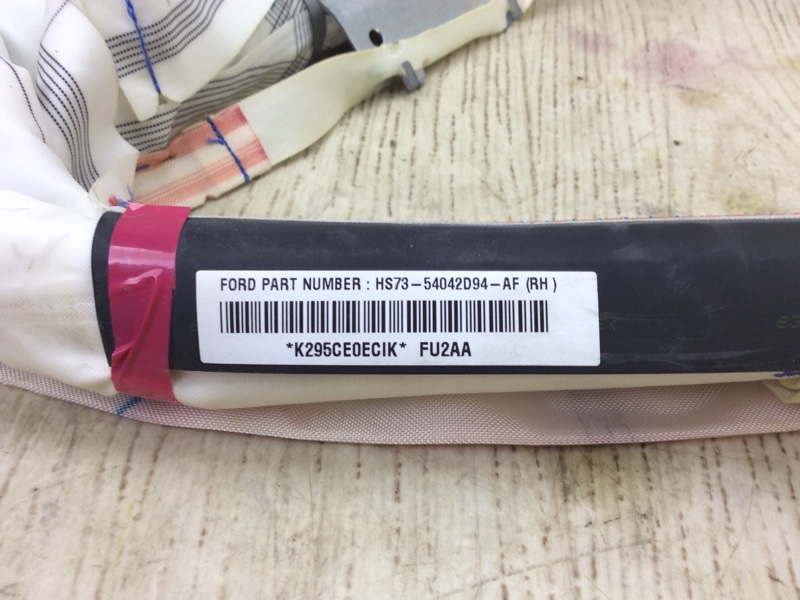 FORD PART NUMBER : HS73-54042D94-AF (RH )
*K295CE0ECIK* FU2AA